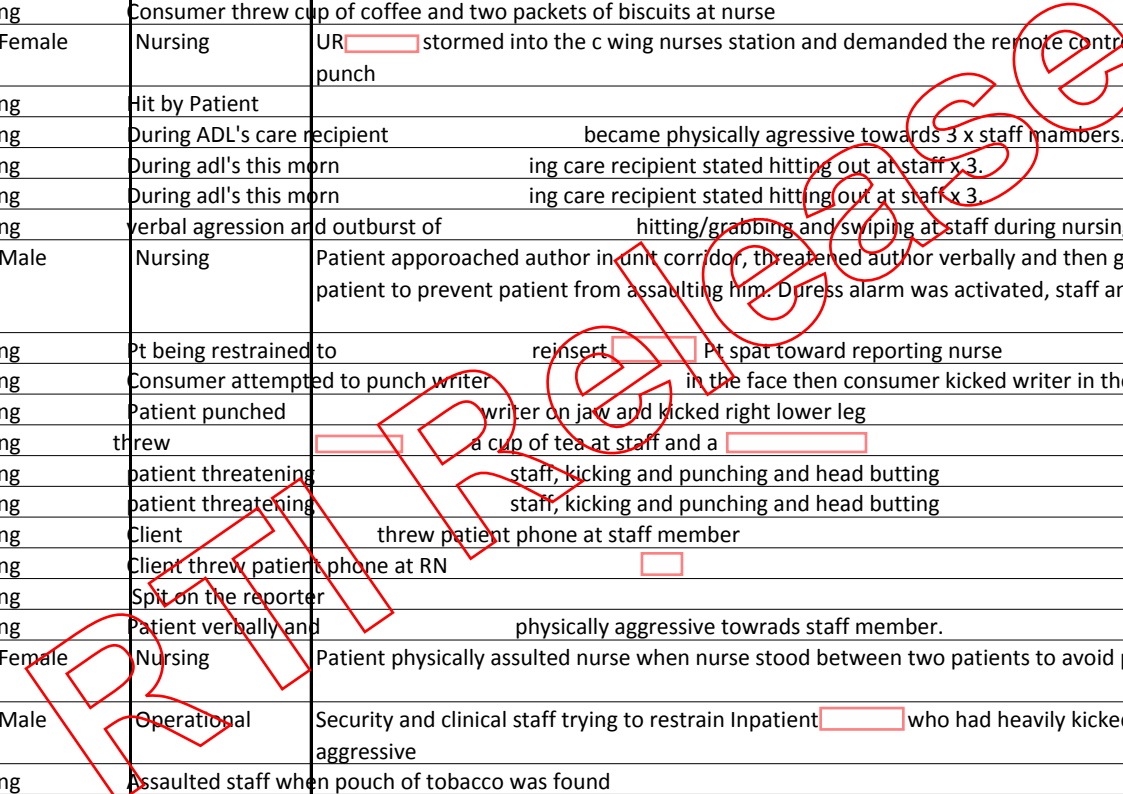 ng Consumer threw cup of coffee and two packets of biscuits at nurse
Female Nursing UR stormed into the c wing nurses station and demanded the remote contr
punch
ng Hit by Patient
ng During ADL's care recipient became physically agressive towards 3 x staff mambers.
ng During adl's this morn ing care recipient stated hitting out at staff x 3.
ng During adl's this morn ing care recipient stated hitting out at staff x 3.
ng verbal agression and outburst of hitting/grabbing and swiping at staff during nursing
Male Nursing Patient apporoached author in unit corridor, threatened author verbally and then g
patient to prevent patient from assaulting him. Duress alarm was activated, staff ar
ng Pt being restrained to reinsert Pt spat toward reporting nurse
ng Consumer attempted to punch writer in the face then consumer kicked writer in the
ng Patient punched writer on jaw and kicked right lower leg
ng threw a cup of tea at staff and a
ng patient threatening staff, kicking and punching and head butting
ng patient threatening staff, kicking and punching and head butting
ng Client threw patient phone at staff member
ng Client threw patient phone at RN
ng Spit on the reporter
ng Patient verbally and physically aggressive towrads staff member.
Female Nursing Patient physically assulted nurse when nurse stood between two patients to avoid p
Male Operational Security and clinical staff trying to restrain Inpatient who had heavily kicked
aggressive
ng Assaulted staff when pouch of tobacco was found
RTI Release